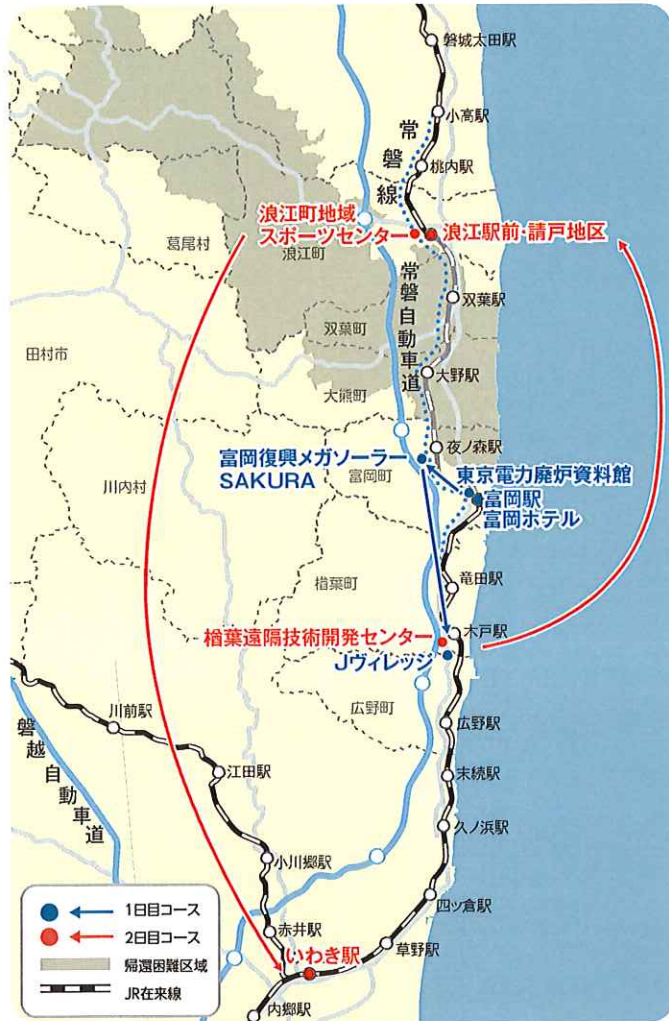 磐城太田駅
小高駅
常磐線
桃内駅
浪江町地域
スポーツセンター
浪江駅前・請戸地区
葛尾村
浪江町
常磐自動車道
双葉駅
双葉町
田村市
大野駅
大熊町
夜ノ森駅
富岡復興メガソーラー
SAKURA
富岡町
東京電力廃炉資料館
富岡駅
富岡ホテル
川内村
竜田駅
楢葉町
木戸駅
楢葉遠隔技術開発センター
Jヴィレッジ
広野町
広野駅
川前駅
磐越自動車道
江田駅
末続駅
久ノ浜駅
小川郷駅
四ツ倉駅
赤井駅
草野駅
いわき駅
内郷駅
1日目コース
2日目コース
帰還困難区域
JR在来線